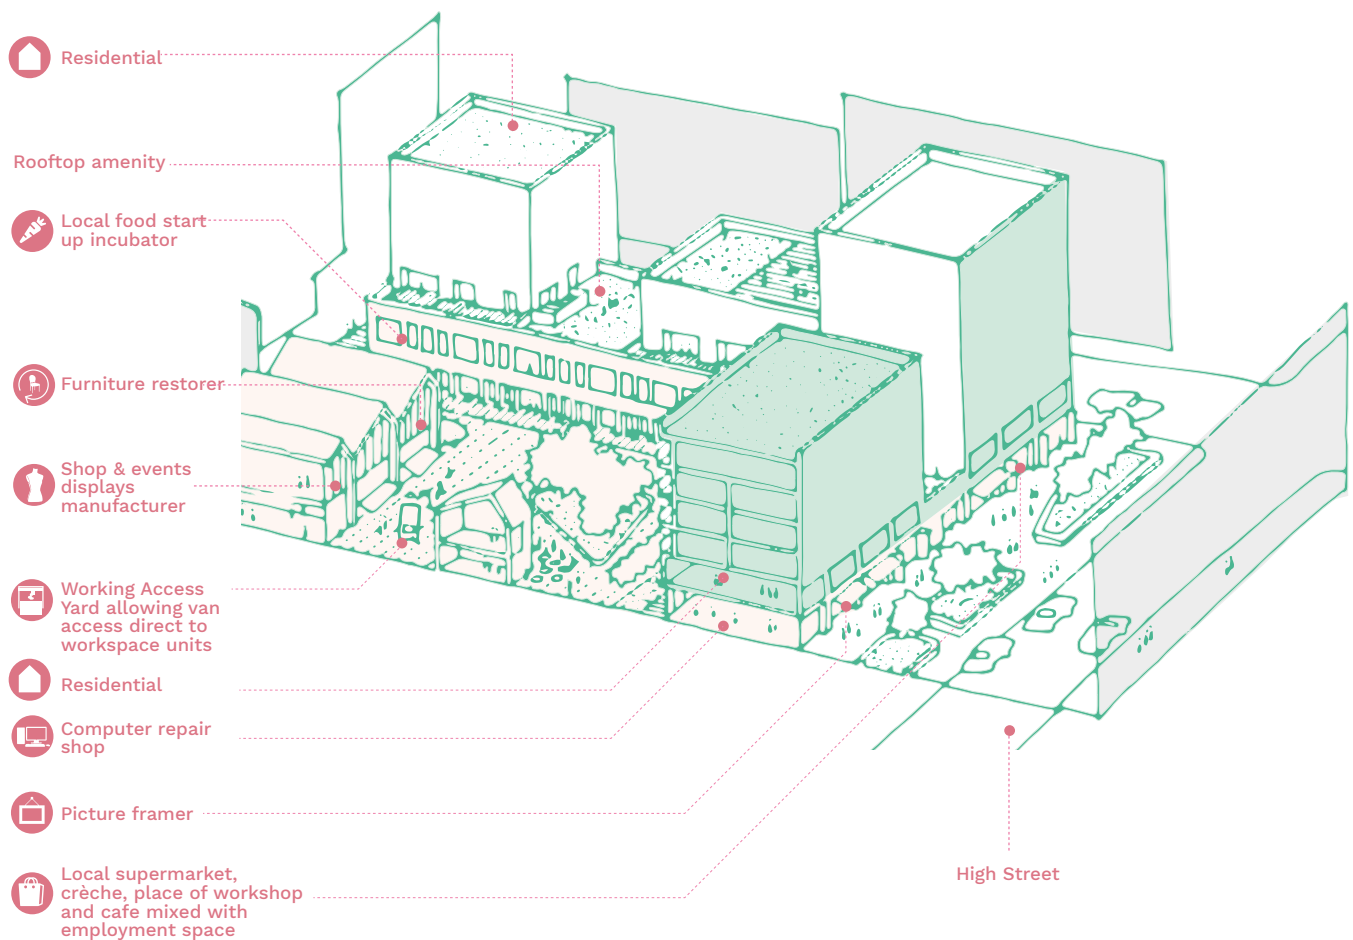 Residential
Rooftop amenity
Local food start
up incubator
Furniture restorer
Shop & events
displays
manufacturer
Working Access
Yard allowing van
access direct to
workspace units
Residential
Computer repair
shop
Picture framer
Local supermarket,
crèche, place of workshop
and cafe mixed with
employment space
High Street